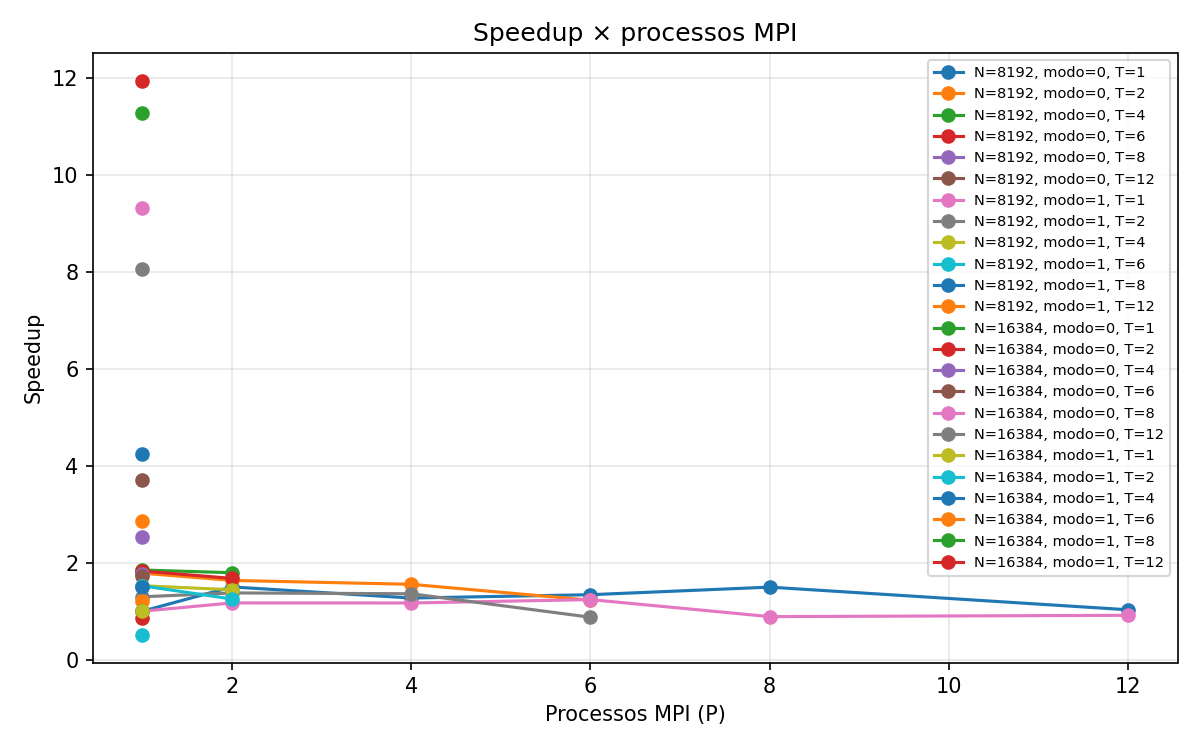 Speedup × processos MPI
12
10
8
6
4
2
0
Speedup
2
4
6
8
10
12
Processos MPI (P)
N=8192, modo=0, T=1
N=8192, modo=0, T=2
N=8192, modo=0, T=4
N=8192, modo=0, T=6
N=8192, modo=0, T=8
N=8192, modo=0, T=12
N=8192, modo=1, T=1
N=8192, modo=1, T=2
N=8192, modo=1, T=4
N=8192, modo=1, T=6
N=8192, modo=1, T=8
N=8192, modo=1, T=12
N=16384, modo=0, T=1
N=16384, modo=0, T=2
N=16384, modo=0, T=4
N=16384, modo=0, T=6
N=16384, modo=0, T=8
N=16384, modo=0, T=12
N=16384, modo=1, T=1
N=16384, modo=1, T=2
N=16384, modo=1, T=4
N=16384, modo=1, T=6
N=16384, modo=1, T=8
N=16384, modo=1, T=12